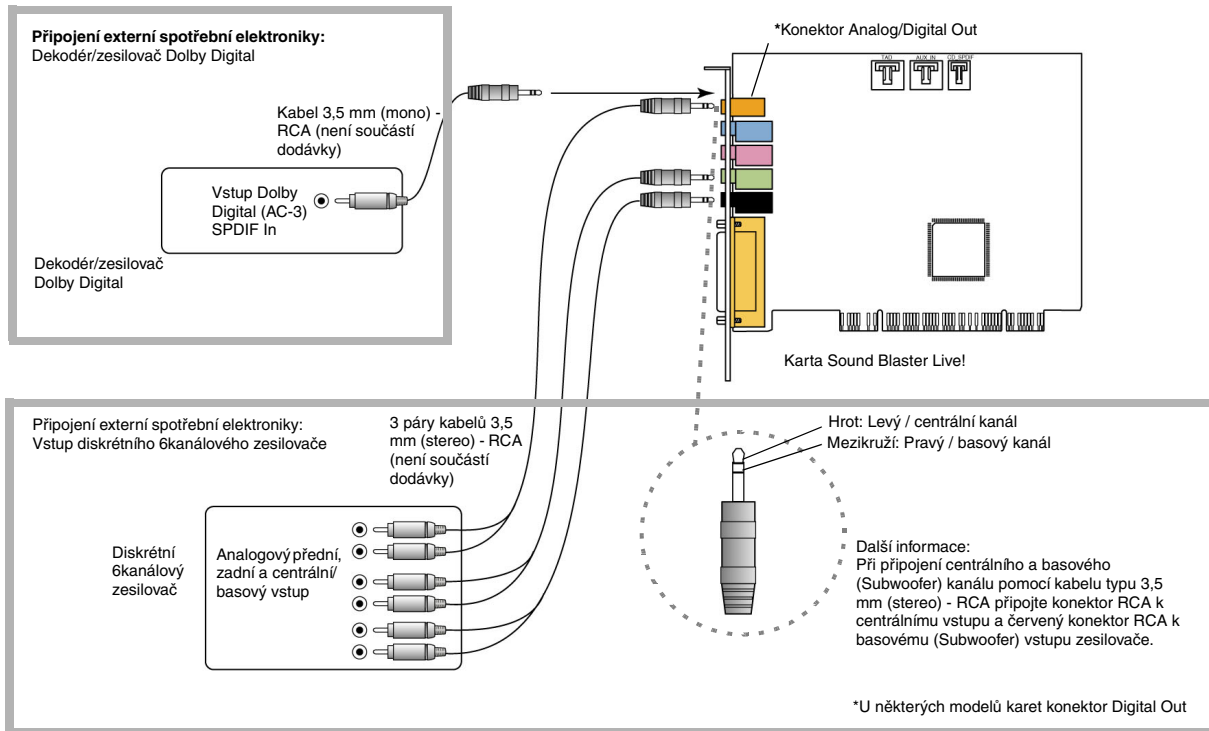 Připojení externí spotřební elektroniky:
Dekodér/zesilovač Dolby Digital
*Konektor Analog/Digital Out
TAD
AUX_IN
CD_SPDIF
Kabel 3,5 mm (mono) -
RCA (není součástí
dodávky)
Vstup Dolby
Digital (AC-3)
SPDIF In
Dekodér/zesilovač
Dolby Digital
Karta Sound Blaster Live!
Připojení externí spotřební elektroniky:
Vstup diskrétního 6kanálového zesilovače
3 páry kabelů 3,5
mm (stereo) - RCA
(není součástí
dodávky)
Hrot: Levý / centrální kanál
Mezikruží: Pravý / basový kanál
Diskrétní
6kanálový
zesilovač
Analogový přední,
zadní a centrální/
basový vstup
Další informace:
Při připojení centrálního a basového
(Subwoofer) kanálu pomocí kabelu typu 3,5
mm (stereo) - RCA připojte konektor RCA k
centrálnímu vstupu a červený konektor RCA k
basovému (Subwoofer) vstupu zesilovače.
*U některých modelů karet konektor Digital Out